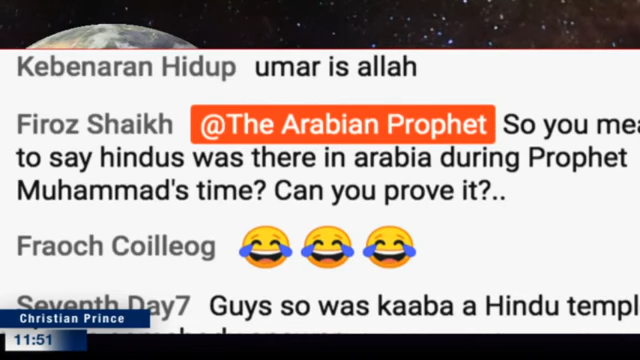 Kebenaran Hidup umar is allah
Firoz Shaikh @The Arabian Prophet So you mea
to say hindus was there in arabia during Prophet
Muhammad's time? Can you prove it?..
Fraoch Coilleog 😂😂😂
Seventh Day7 Guys so was kaaba a Hindu templ
Christian Prince
11:51